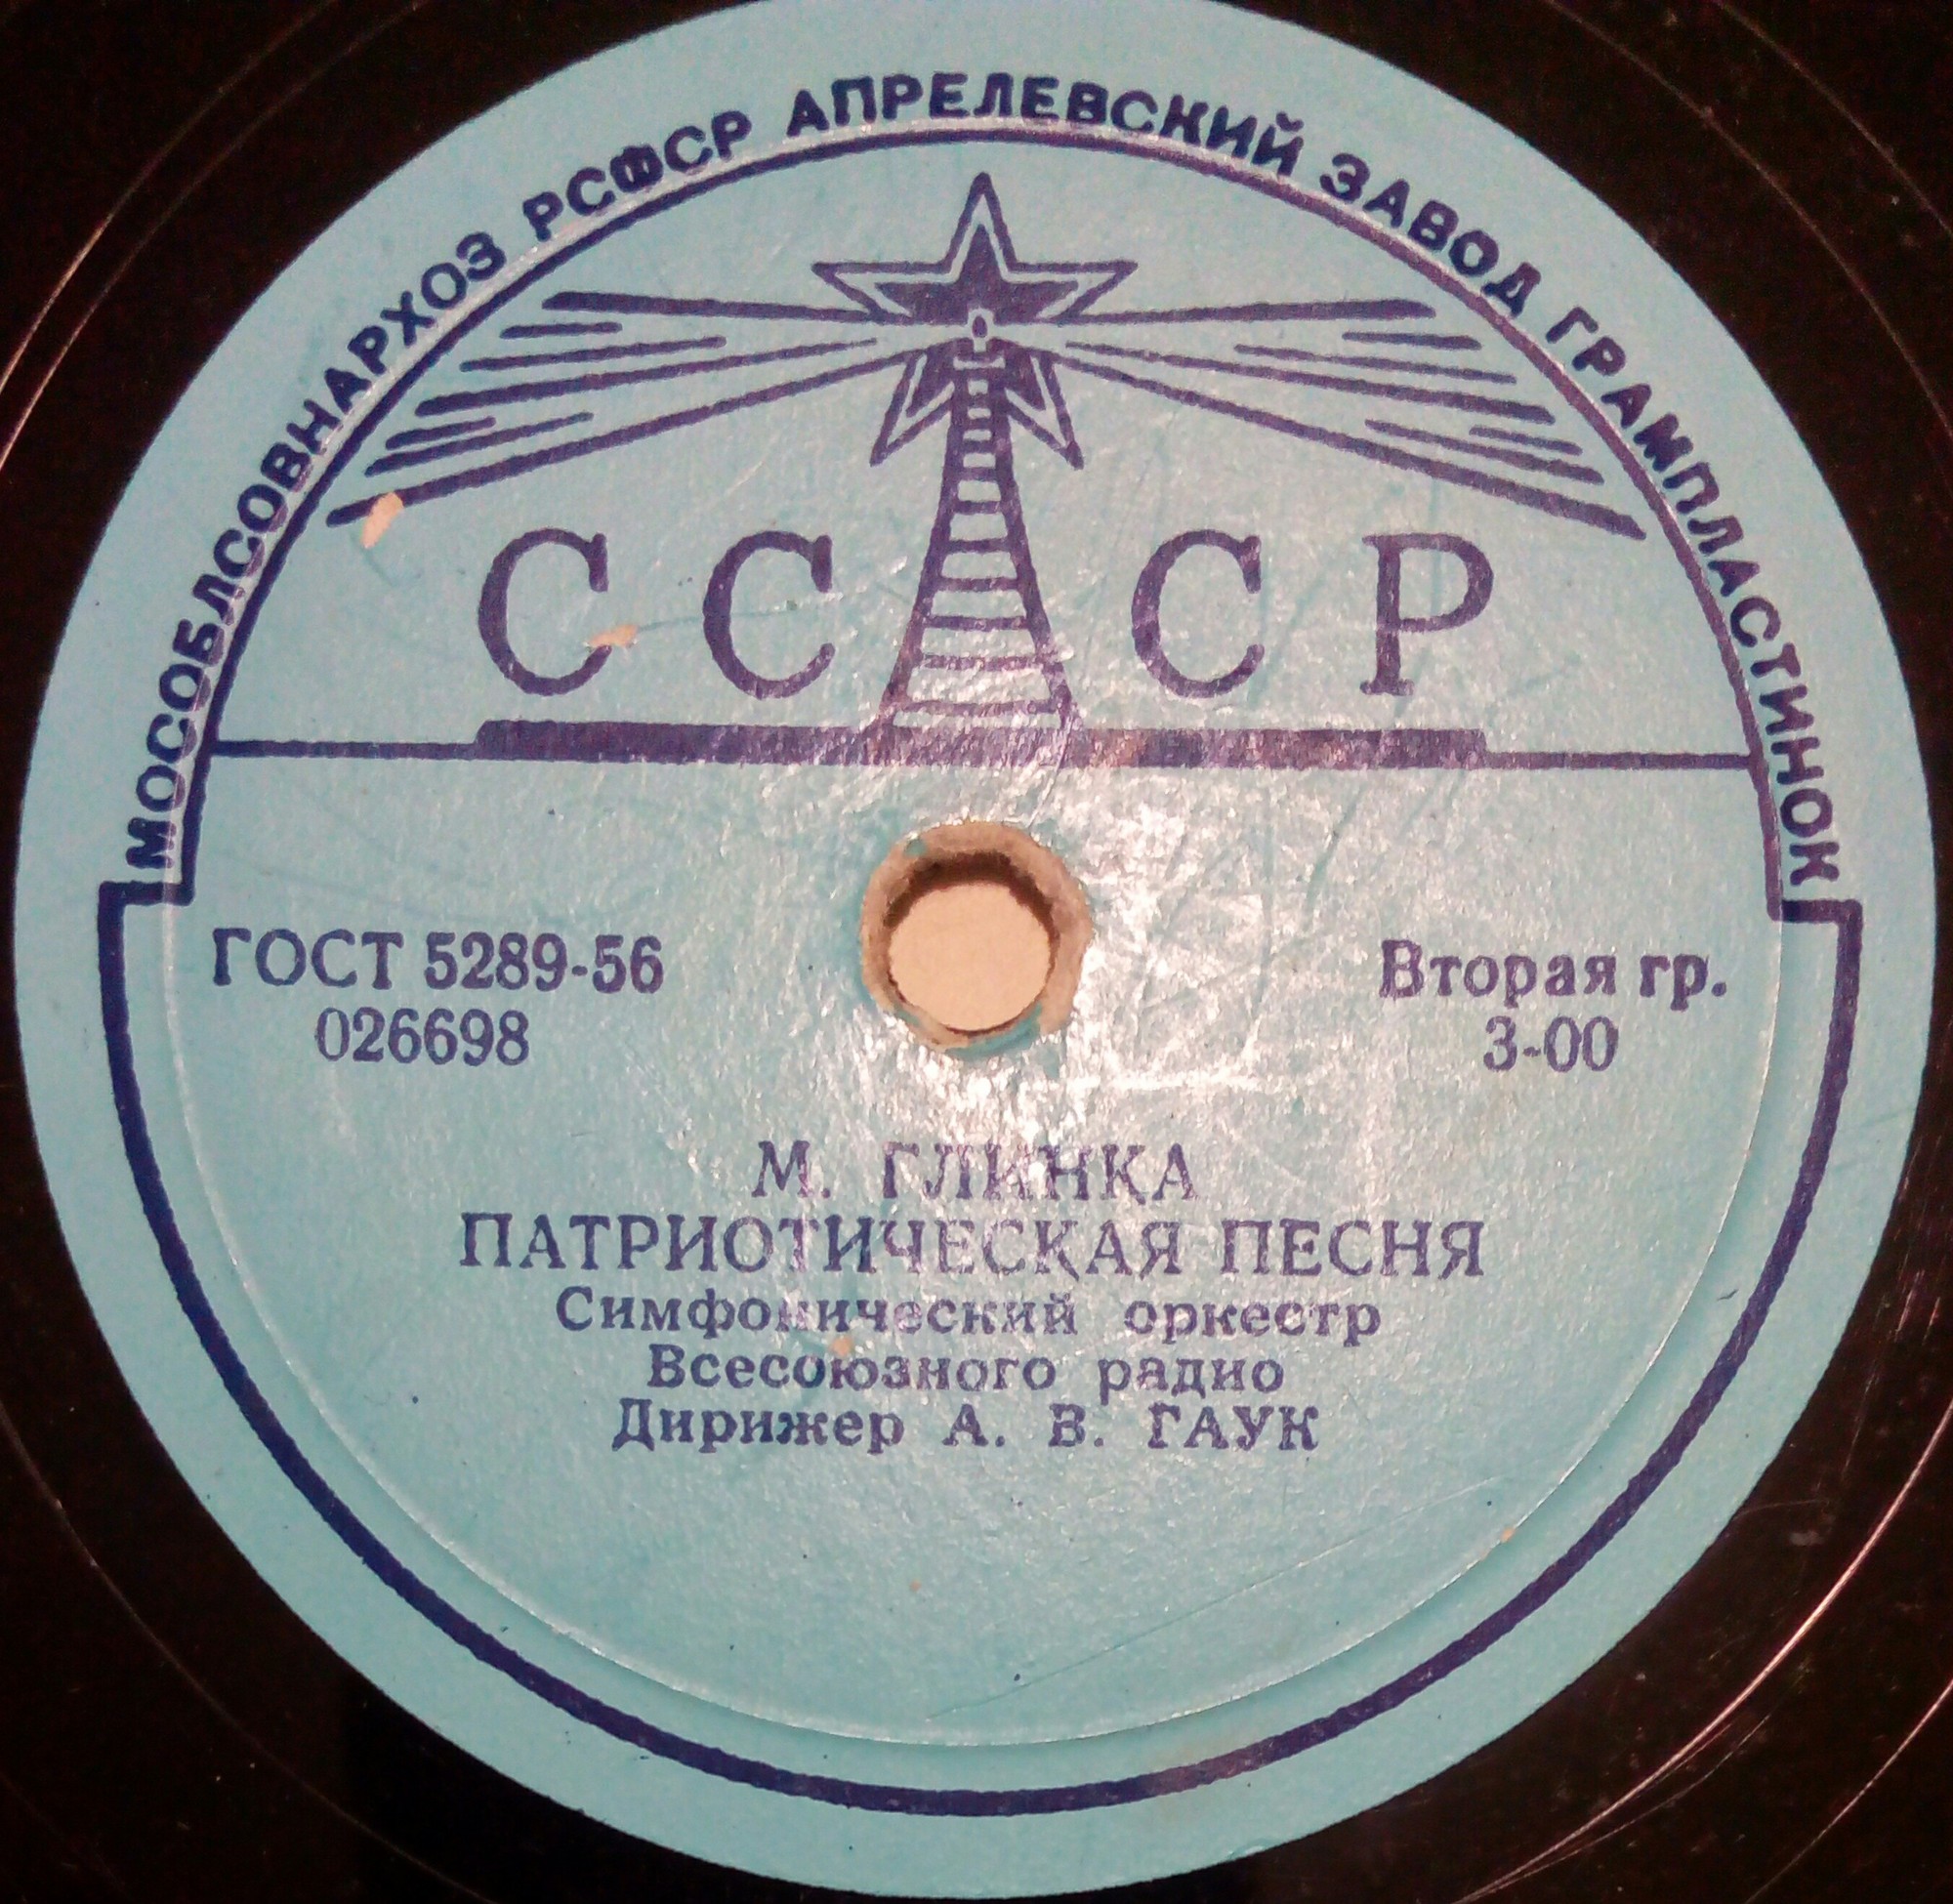 МОСОБЛСОВНАРХОЗ РСФСР АПРЕЛЕВСКИЙ ЗАВОД ГРАМПЛАСТИНОК
СССР
ГОСТ 5289-56
026698
Вторая гр.
3-00
М. ГЛИНКА
ПАТРИОТИЧЕСКАЯ ПЕСНЯ
Симфонический оркестр
Всесоюзного радио
Дирижер А. В. ГАУК